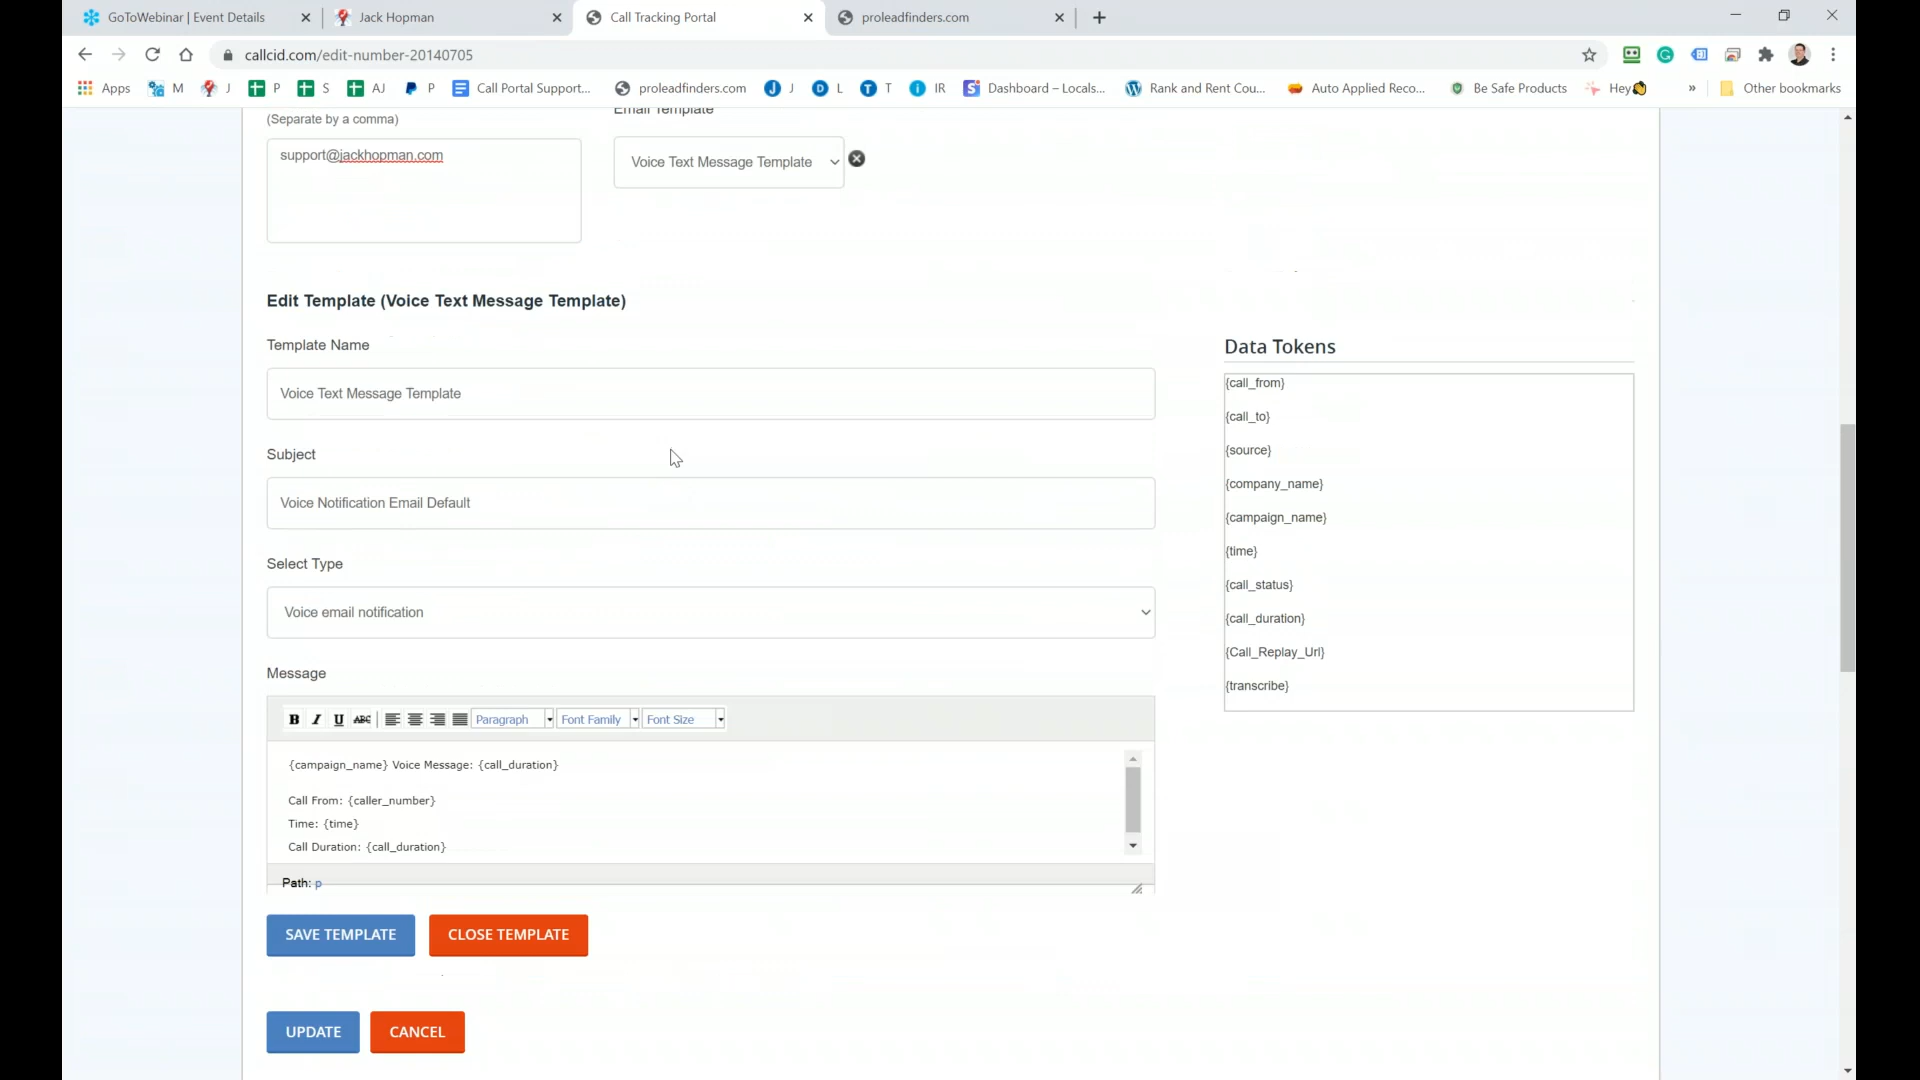 GoToWebinar | Event Details
Jack Hopman
Call Tracking Portal
proleadfinders.com
callcid.com/edit-number-20140705
Apps
M
J
P
S
AJ
P
Call Portal Support...
proleadfinders.com
J
L
T
IR
Dashboard – Locals...
Rank and Rent Cou...
Auto Applied Reco...
Be Safe Products
Hey
»
Other bookmarks
(Separate by a comma)
Email Template
support@jackhopman.com
Voice Text Message Template
Edit Template (Voice Text Message Template)
Template Name
Voice Text Message Template
Subject
Voice Notification Email Default
Select Type
Voice email notification
Message
B I U ABC Paragraph Font Family Font Size
{campaign_name} Voice Message: {call_duration}
Call From: {caller_number}
Time: {time}
Call Duration: {call_duration}
Path: p
SAVE TEMPLATE
CLOSE TEMPLATE
UPDATE
CANCEL
Data Tokens
{call_from}
{call_to}
{source}
{company_name}
{campaign_name}
{time}
{call_status}
{call_duration}
{Call_Replay_Url}
{transcribe}